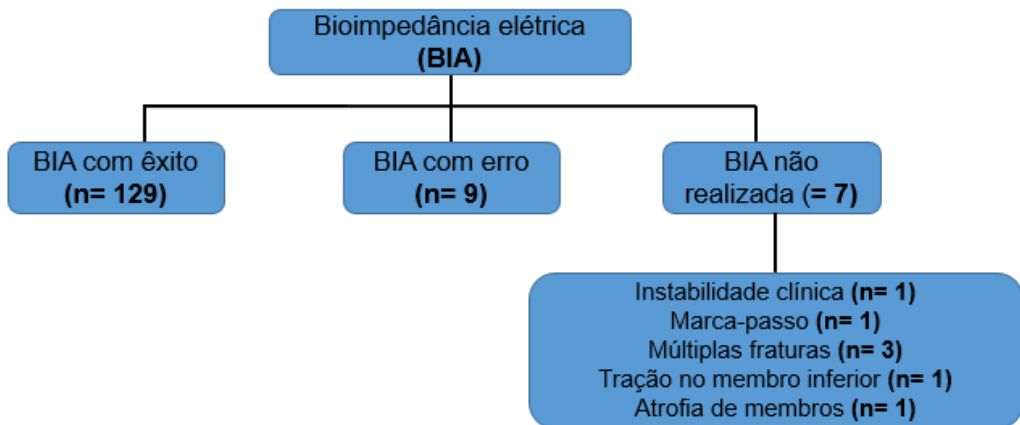 Bioimpedância elétrica
(BIA)
BIA com êxito
(n= 129)
BIA com erro
(n= 9)
BIA não
realizada (= 7)
Instabilidade clínica (n= 1)
Marca-passo (n= 1)
Múltiplas fraturas (n= 3)
Tração no membro inferior (n= 1)
Atrofia de membros (n= 1)